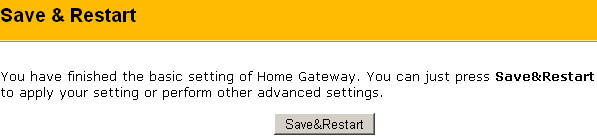 Save & Restart
You have finished the basic setting of Home Gateway. You can just press Save&Restart
to apply your setting or perform other advanced settings.
Save&Restart